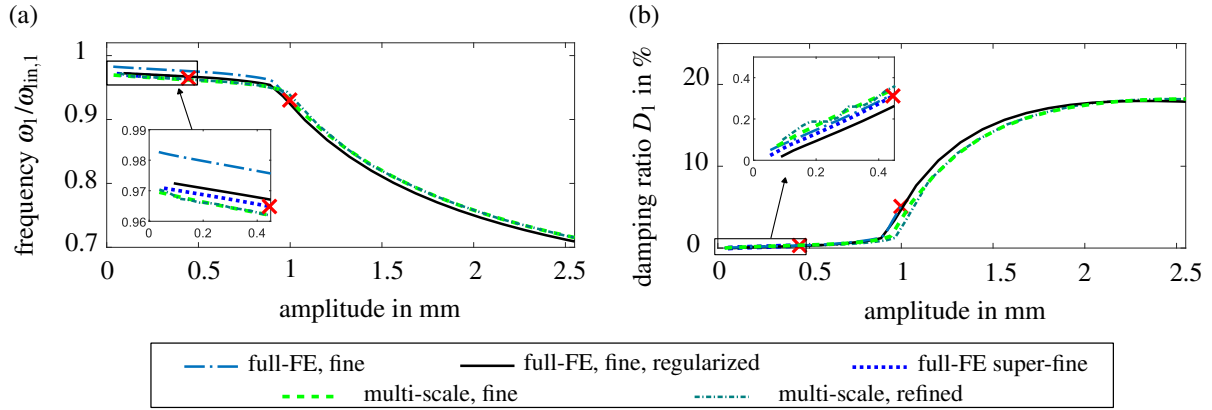 (a)
frequency ω1/ωlin,1
1
0.9
0.8
0.7
0
0.5
1
1.5
2
2.5
amplitude in mm
0.99
0.98
0.97
0.96
0
0.2
0.4
(b)
damping ratio D1 in %
20
10
0
0
0.5
1
1.5
2
2.5
amplitude in mm
0.4
0.2
0
0
0.2
0.4
full-FE, fine
full-FE, fine, regularized
full-FE super-fine
multi-scale, fine
multi-scale, refined